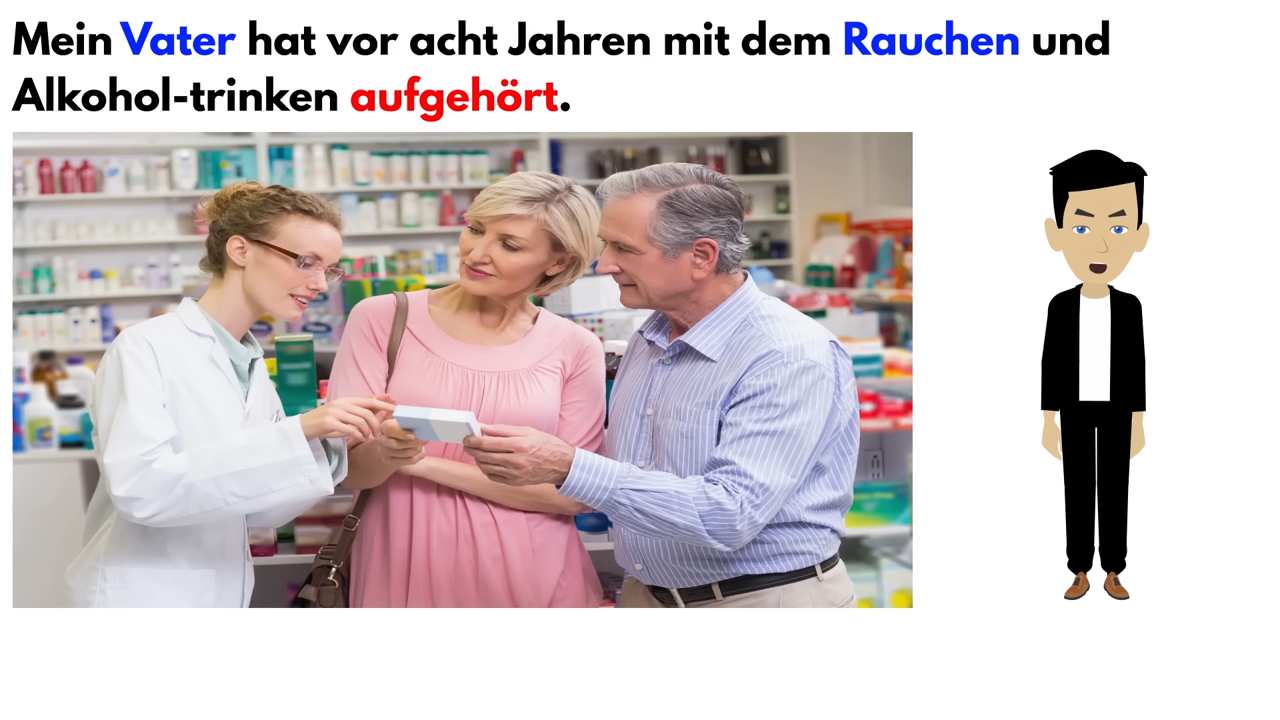 Mein Vater hat vor acht Jahren mit dem Rauchen und
Alkohol-trinken aufgehört.